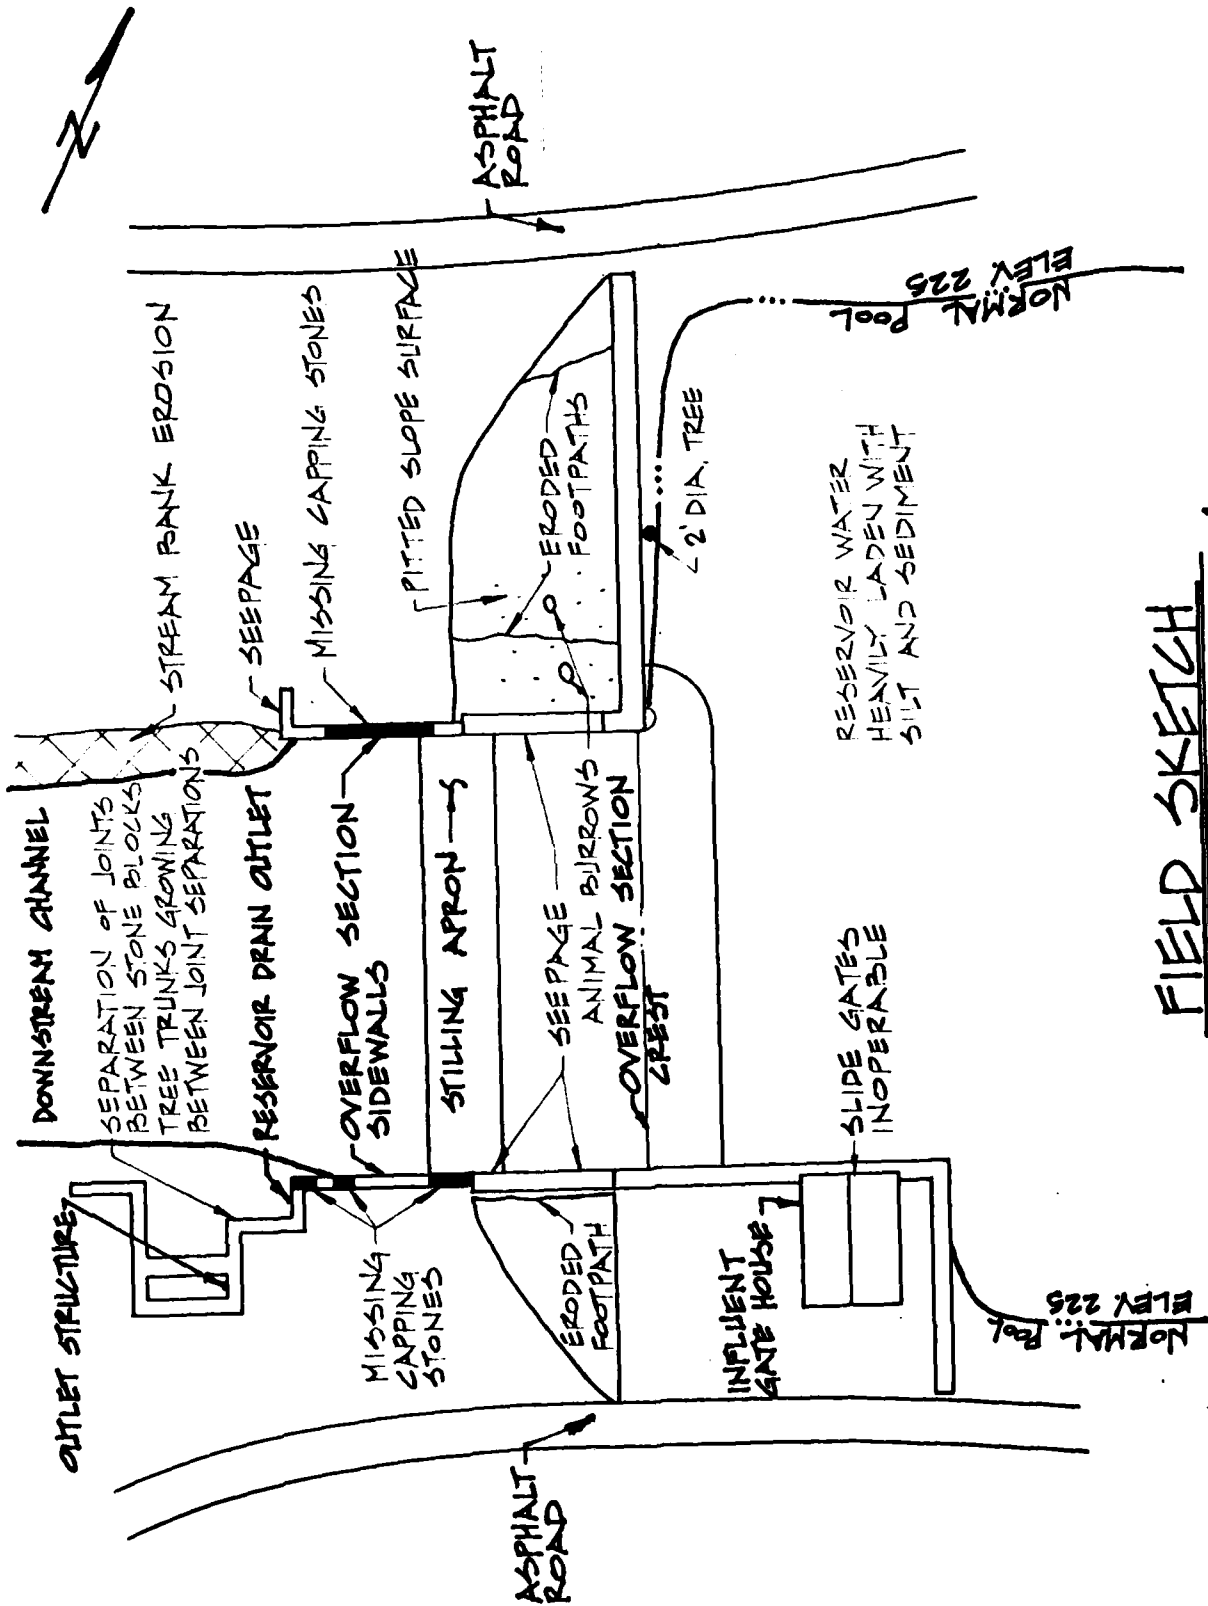 N
OUTLET STRUCTURE
DOWNSTREAM CHANNEL
SEPARATION OF JOINTS
BETWEEN STONE BLOCKS
TREE TRUNKS GROWING
BETWEEN JOINT SEPARATIONS
STREAM BANK EROSION
RESERVOIR DRAIN OUTLET
SEEPAGE
OVERFLOW SECTION
SIDEWALLS
MISSING CAPPING STONES
MISSING
CAPPING
STONES
STILLING APRON
PITTED SLOPE SURFACE
ASPHALT
ROAD
ASPHALT
ROAD
ERODED
FOOTPATH
SEEPAGE
ANIMAL BURROWS
ERODED
FOOTPATHS
OVERFLOW SECTION
CREST
2' DIA. TREE
INFLUENT
GATE HOUSE
SLIDE GATES
INOPERABLE
RESERVOIR WATER
HEAVILY LADEN WITH
SILT AND SEDIMENT
NORMAL POOL
ELEV. 225
NORMAL POOL
ELEV. 225
FIELD SKETCH